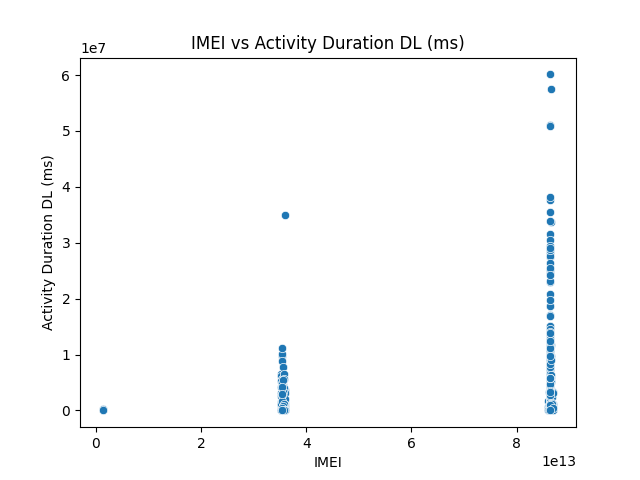 IMEI vs Activity Duration DL (ms)
1e7
6
5
4
3
2
1
0
Activity Duration DL (ms)
0 2 4 6 8
1e13
IMEI